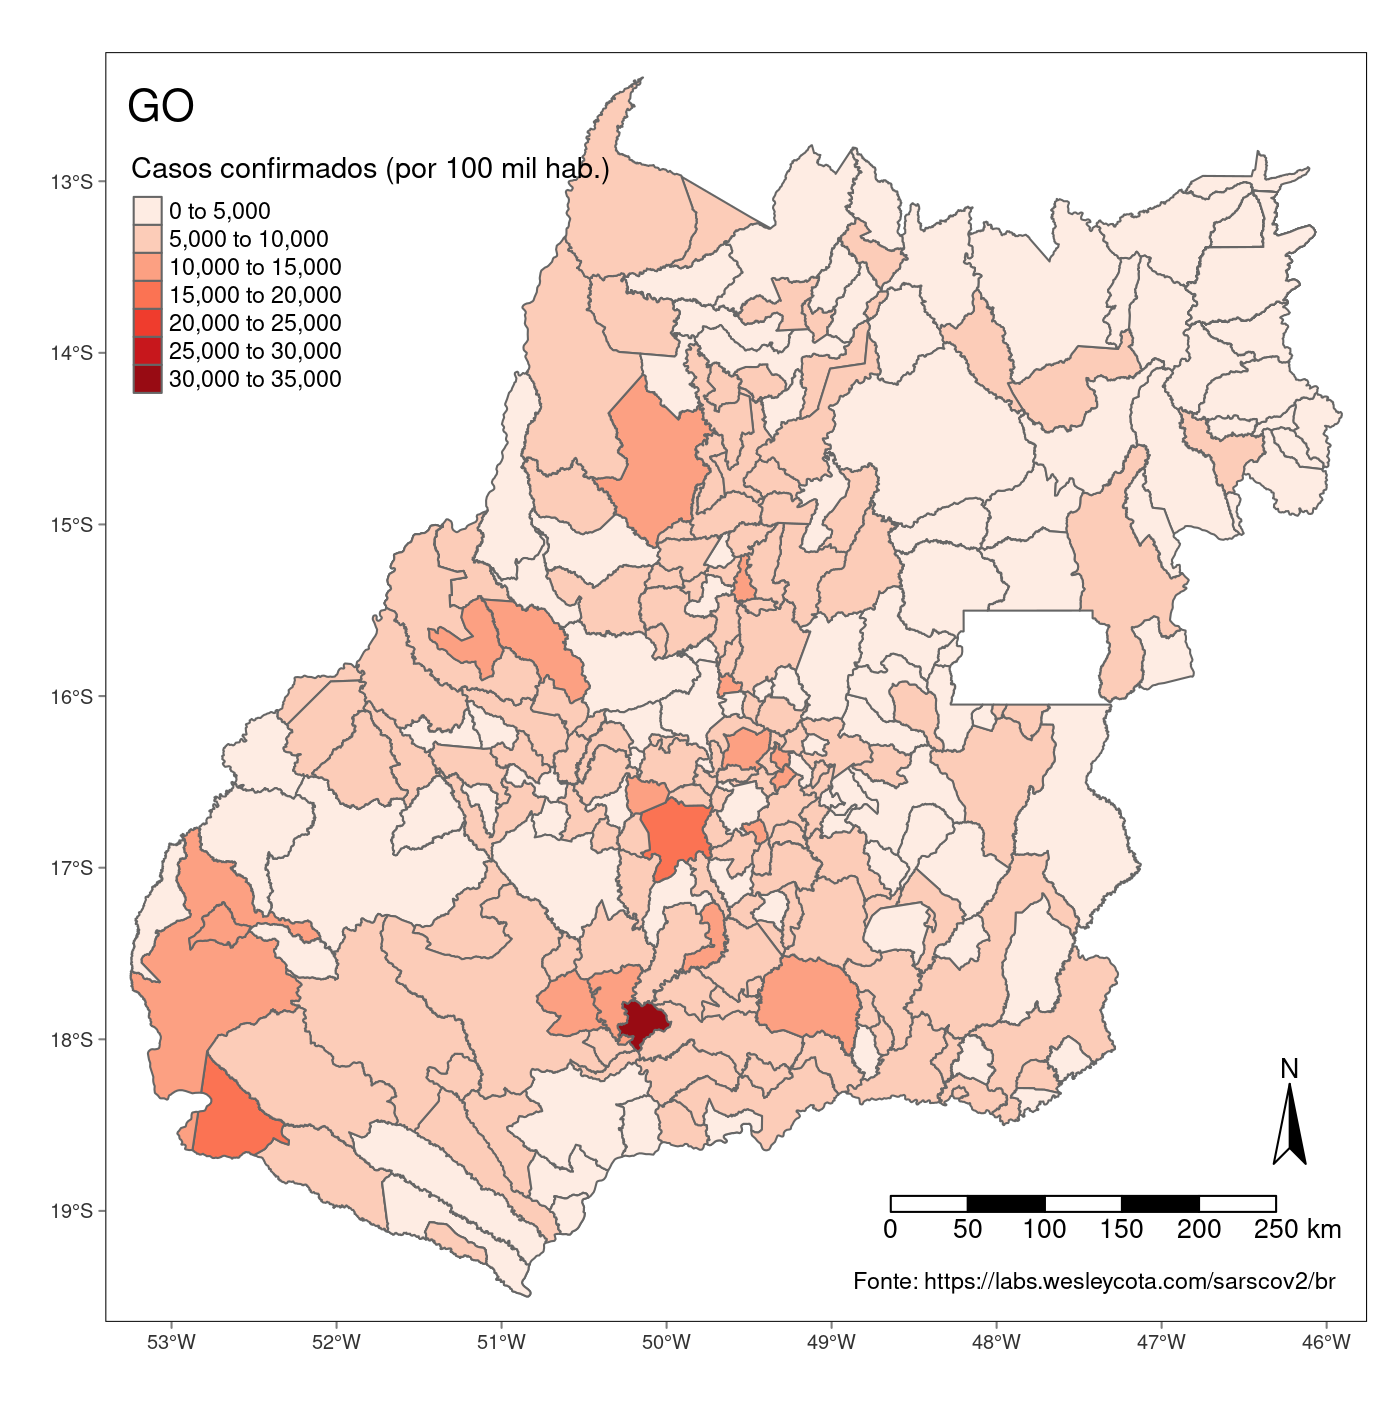 GO
Casos confirmados (por 100 mil hab.)
0 to 5,000
5,000 to 10,000
10,000 to 15,000
15,000 to 20,000
20,000 to 25,000
25,000 to 30,000
30,000 to 35,000
13°S
14°S
15°S
16°S
17°S
18°S
19°S
N
0 50 100 150 200 250 km
Fonte: https://labs.wesleycota.com/sarscov2/br
53°W 52°W 51°W 50°W 49°W 48°W 47°W 46°W